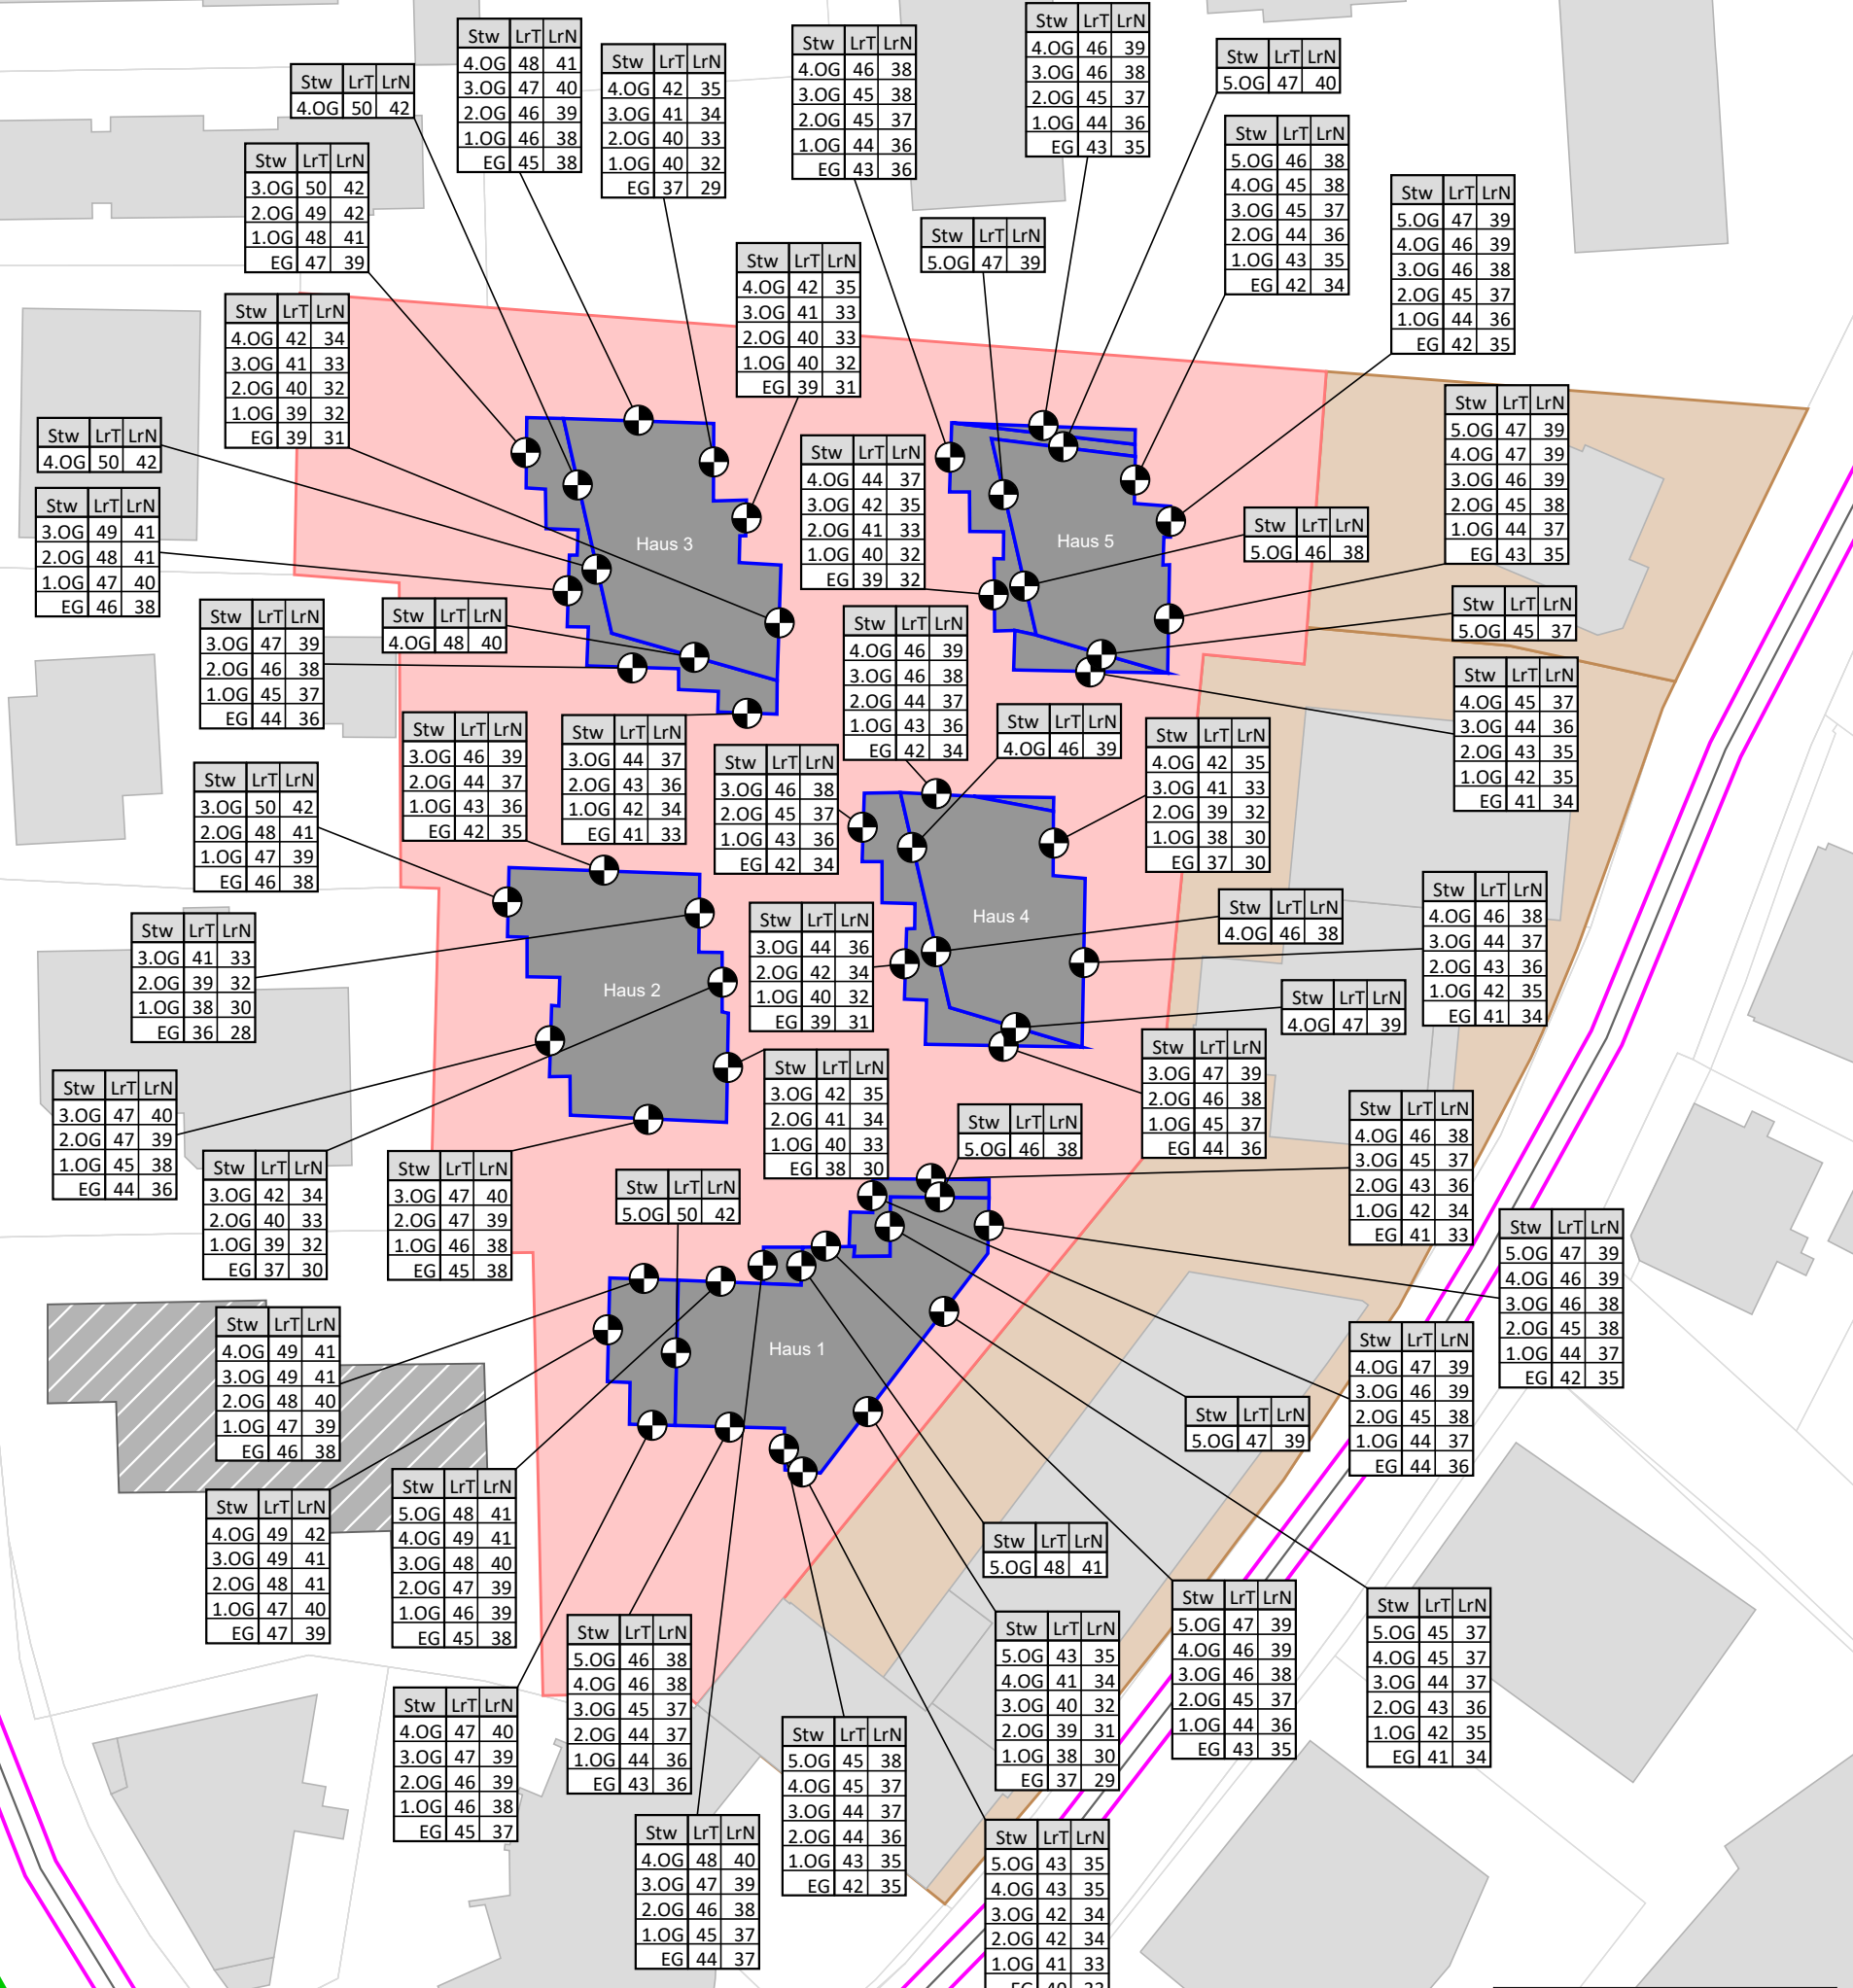 Stw LrT LrN
4.OG 50 42
Stw LrT LrN
4.OG 48 41
3.OG 47 40
2.OG 46 39
1.OG 46 38
EG 45 38
Stw LrT LrN
4.OG 42 35
3.OG 41 34
2.OG 40 33
1.OG 40 32
EG 37 29
Stw LrT LrN
4.OG 46 38
3.OG 45 38
2.OG 45 37
1.OG 44 36
EG 43 36
Stw LrT LrN
4.OG 46 39
3.OG 46 38
2.OG 45 37
1.OG 44 36
EG 43 35
Stw LrT LrN
5.OG 47 40
Stw LrT LrN
5.OG 46 38
4.OG 45 38
3.OG 45 37
2.OG 44 36
1.OG 43 35
EG 42 34
Stw LrT LrN
3.OG 50 42
2.OG 49 42
1.OG 48 41
EG 47 39
Stw LrT LrN
5.OG 47 39
4.OG 46 39
3.OG 46 38
2.OG 45 37
1.OG 44 36
EG 42 35
Stw LrT LrN
5.OG 47 39
Stw LrT LrN
4.OG 42 35
3.OG 41 33
2.OG 40 33
1.OG 40 32
EG 39 31
Stw LrT LrN
4.OG 42 34
3.OG 41 33
2.OG 40 32
1.OG 39 32
EG 39 31
Stw LrT LrN
5.OG 47 39
4.OG 47 39
3.OG 46 39
2.OG 45 38
1.OG 44 37
EG 43 35
Stw LrT LrN
4.OG 50 42
Stw LrT LrN
4.OG 44 37
3.OG 42 35
2.OG 41 33
1.OG 40 32
EG 39 32
Stw LrT LrN
3.OG 49 41
2.OG 48 41
1.OG 47 40
EG 46 38
Stw LrT LrN
5.OG 46 38
Haus 3
Haus 5
Stw LrT LrN
5.OG 45 37
Stw LrT LrN
3.OG 47 39
2.OG 46 38
1.OG 45 37
EG 44 36
Stw LrT LrN
4.OG 48 40
Stw LrT LrN
4.OG 46 39
3.OG 46 38
2.OG 44 37
1.OG 43 36
EG 42 34
Stw LrT LrN
4.OG 45 37
3.OG 44 36
2.OG 43 35
1.OG 42 35
EG 41 34
Stw LrT LrN
4.OG 46 39
Stw LrT LrN
3.OG 46 39
2.OG 44 37
1.OG 43 36
EG 42 35
Stw LrT LrN
3.OG 44 37
2.OG 43 36
1.OG 42 34
EG 41 33
Stw LrT LrN
4.OG 42 35
3.OG 41 33
2.OG 39 32
1.OG 38 30
EG 37 30
Stw LrT LrN
3.OG 46 38
2.OG 45 37
1.OG 43 36
EG 42 34
Stw LrT LrN
3.OG 50 42
2.OG 48 41
1.OG 47 39
EG 46 38
Stw LrT LrN
4.OG 46 38
3.OG 44 37
2.OG 43 36
1.OG 42 35
EG 41 34
Stw LrT LrN
4.OG 46 38
Stw LrT LrN
3.OG 44 36
2.OG 42 34
1.OG 40 32
EG 39 31
Haus 4
Stw LrT LrN
3.OG 41 33
2.OG 39 32
1.OG 38 30
EG 36 28
Haus 2
Stw LrT LrN
4.OG 47 39
Stw LrT LrN
3.OG 47 39
2.OG 46 38
1.OG 45 37
EG 44 36
Stw LrT LrN
3.OG 42 35
2.OG 41 34
1.OG 40 33
EG 38 30
Stw LrT LrN
3.OG 47 40
2.OG 47 39
1.OG 45 38
EG 44 36
Stw LrT LrN
4.OG 46 38
3.OG 45 37
2.OG 43 36
1.OG 42 34
EG 41 33
Stw LrT LrN
5.OG 46 38
Stw LrT LrN
3.OG 42 34
2.OG 40 33
1.OG 39 32
EG 37 30
Stw LrT LrN
3.OG 47 40
2.OG 47 39
1.OG 46 38
EG 45 38
Stw LrT LrN
5.OG 50 42
Stw LrT LrN
5.OG 47 39
4.OG 46 39
3.OG 46 38
2.OG 45 38
1.OG 44 37
EG 42 35
Stw LrT LrN
4.OG 49 41
3.OG 49 41
2.OG 48 40
1.OG 47 39
EG 46 38
Haus 1
Stw LrT LrN
4.OG 47 39
3.OG 46 39
2.OG 45 38
1.OG 44 37
EG 44 36
Stw LrT LrN
5.OG 47 39
Stw LrT LrN
5.OG 48 41
4.OG 49 41
3.OG 48 40
2.OG 47 39
1.OG 46 39
EG 45 38
Stw LrT LrN
4.OG 49 42
3.OG 49 41
2.OG 48 41
1.OG 47 40
EG 47 39
Stw LrT LrN
5.OG 48 41
Stw LrT LrN
5.OG 47 39
4.OG 46 39
3.OG 46 38
2.OG 45 37
1.OG 44 36
EG 43 35
Stw LrT LrN
5.OG 45 37
4.OG 45 37
3.OG 44 37
2.OG 43 36
1.OG 42 35
EG 41 34
Stw LrT LrN
5.OG 43 35
4.OG 41 34
3.OG 40 32
2.OG 39 31
1.OG 38 30
EG 37 29
Stw LrT LrN
5.OG 46 38
4.OG 46 38
3.OG 45 37
2.OG 44 37
1.OG 44 36
EG 43 36
Stw LrT LrN
4.OG 47 40
3.OG 47 39
2.OG 46 39
1.OG 46 38
EG 45 37
Stw LrT LrN
5.OG 45 38
4.OG 45 37
3.OG 44 37
2.OG 44 36
1.OG 43 35
EG 42 35
Stw LrT LrN
4.OG 48 40
3.OG 47 39
2.OG 46 38
1.OG 45 37
EG 44 37
Stw LrT LrN
5.OG 43 35
4.OG 43 35
3.OG 42 34
2.OG 42 34
1.OG 41 33
EG 40 33